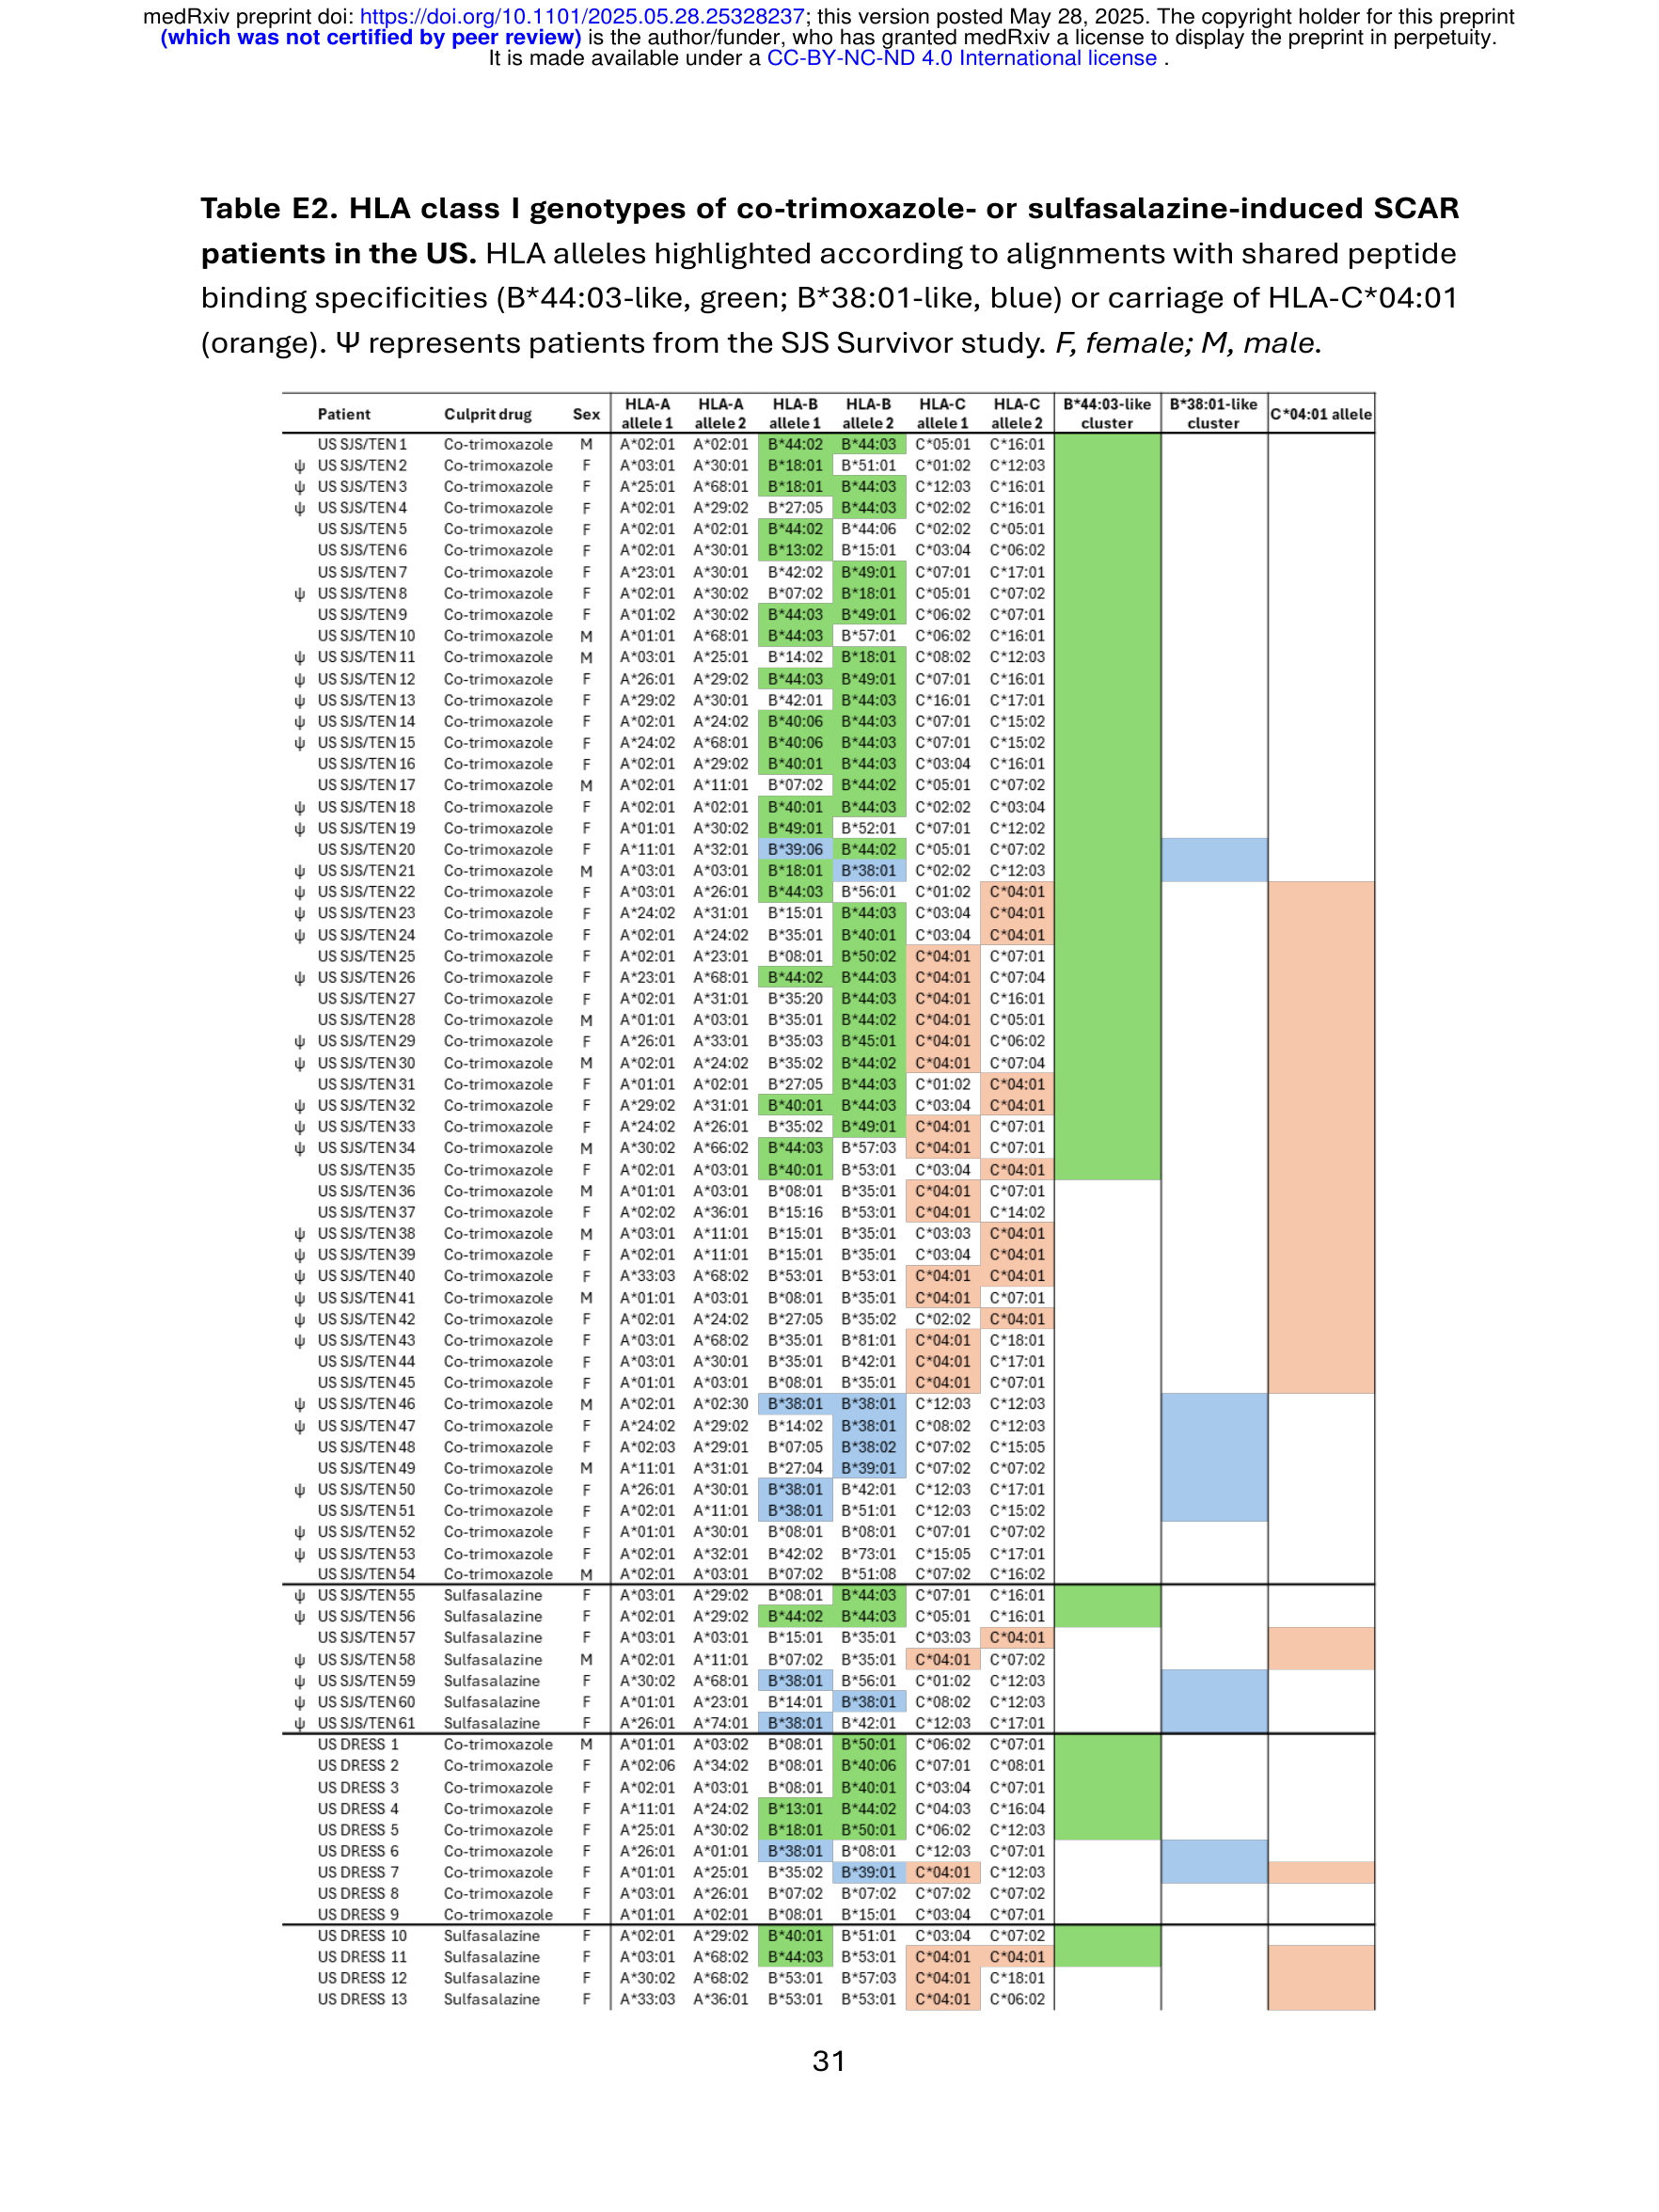 medRxiv preprint doi: https://doi.org/10.1101/2025.05.28.25328237; this version posted May 28, 2025. The copyright holder for this preprint
(which was not certified by peer review) is the author/funder, who has granted medRxiv a license to display the preprint in perpetuity.
It is made available under a CC-BY-NC-ND 4.0 International license .
Table E2. HLA class I genotypes of co-trimoxazole- or sulfasalazine-induced SCAR
patients in the US. HLA alleles highlighted according to alignments with shared peptide
binding specificities (B*44:03-like, green; B*38:01-like, blue) or carriage of HLA-C*04:01
(orange). Ψ represents patients from the SJS Survivor study. F, female; M, male.
Patient Culprit drug Sex HLA-A allele 1 HLA-A allele 2 HLA-B allele 1 HLA-B allele 2 HLA-C allele 1 HLA-C allele 2 B*44:03-like cluster B*38:01-like cluster C*04:01 allele
US SJS/TEN 1 Co-trimoxazole M A*02:01 A*02:01 B*44:02 B*44:03 C*05:01 C*16:01
ψ US SJS/TEN 2 Co-trimoxazole F A*03:01 A*30:01 B*18:01 B*51:01 C*01:02 C*12:03
ψ US SJS/TEN 3 Co-trimoxazole F A*25:01 A*68:01 B*18:01 B*44:03 C*12:03 C*16:01
ψ US SJS/TEN 4 Co-trimoxazole F A*02:01 A*29:02 B*27:05 B*44:03 C*02:02 C*16:01
US SJS/TEN 5 Co-trimoxazole F A*02:01 A*02:01 B*44:02 B*44:06 C*02:02 C*05:01
US SJS/TEN 6 Co-trimoxazole F A*02:01 A*30:01 B*13:02 B*15:01 C*03:04 C*06:02
US SJS/TEN 7 Co-trimoxazole F A*23:01 A*30:01 B*42:02 B*49:01 C*07:01 C*17:01
ψ US SJS/TEN 8 Co-trimoxazole F A*02:01 A*30:02 B*07:02 B*18:01 C*05:01 C*07:02
US SJS/TEN 9 Co-trimoxazole F A*01:02 A*30:02 B*44:03 B*49:01 C*06:02 C*07:01
US SJS/TEN 10 Co-trimoxazole M A*01:01 A*68:01 B*44:03 B*57:01 C*06:02 C*16:01
ψ US SJS/TEN 11 Co-trimoxazole M A*03:01 A*25:01 B*14:02 B*18:01 C*08:02 C*12:03
ψ US SJS/TEN 12 Co-trimoxazole F A*26:01 A*29:02 B*44:03 B*49:01 C*07:01 C*16:01
ψ US SJS/TEN 13 Co-trimoxazole F A*29:02 A*30:01 B*42:01 B*44:03 C*16:01 C*17:01
ψ US SJS/TEN 14 Co-trimoxazole F A*02:01 A*24:02 B*40:06 B*44:03 C*07:01 C*15:02
ψ US SJS/TEN 15 Co-trimoxazole F A*24:02 A*68:01 B*40:06 B*44:03 C*07:01 C*15:02
US SJS/TEN 16 Co-trimoxazole F A*02:01 A*29:02 B*40:01 B*44:03 C*03:04 C*16:01
US SJS/TEN 17 Co-trimoxazole M A*02:01 A*11:01 B*07:02 B*44:02 C*05:01 C*07:02
ψ US SJS/TEN 18 Co-trimoxazole F A*02:01 A*02:01 B*40:01 B*44:03 C*02:02 C*03:04
ψ US SJS/TEN 19 Co-trimoxazole F A*01:01 A*30:02 B*49:01 B*52:01 C*07:01 C*12:02
US SJS/TEN 20 Co-trimoxazole F A*11:01 A*32:01 B*39:06 B*44:02 C*05:01 C*07:02
ψ US SJS/TEN 21 Co-trimoxazole M A*03:01 A*03:01 B*18:01 B*38:01 C*02:02 C*12:03
ψ US SJS/TEN 22 Co-trimoxazole F A*03:01 A*26:01 B*44:03 B*56:01 C*01:02 C*04:01
ψ US SJS/TEN 23 Co-trimoxazole F A*24:02 A*31:01 B*15:01 B*44:03 C*03:04 C*04:01
ψ US SJS/TEN 24 Co-trimoxazole F A*02:01 A*24:02 B*35:01 B*40:01 C*03:04 C*04:01
US SJS/TEN 25 Co-trimoxazole F A*02:01 A*23:01 B*08:01 B*50:02 C*04:01 C*07:01
ψ US SJS/TEN 26 Co-trimoxazole F A*23:01 A*68:01 B*44:02 B*44:03 C*04:01 C*07:04
US SJS/TEN 27 Co-trimoxazole F A*02:01 A*31:01 B*35:20 B*44:03 C*04:01 C*16:01
US SJS/TEN 28 Co-trimoxazole M A*01:01 A*03:01 B*35:01 B*44:02 C*04:01 C*05:01
ψ US SJS/TEN 29 Co-trimoxazole F A*26:01 A*33:01 B*35:03 B*45:01 C*04:01 C*06:02
ψ US SJS/TEN 30 Co-trimoxazole M A*02:01 A*24:02 B*35:02 B*44:02 C*04:01 C*07:04
US SJS/TEN 31 Co-trimoxazole F A*01:01 A*02:01 B*27:05 B*44:03 C*01:02 C*04:01
ψ US SJS/TEN 32 Co-trimoxazole F A*29:02 A*31:01 B*40:01 B*44:03 C*03:04 C*04:01
ψ US SJS/TEN 33 Co-trimoxazole F A*24:02 A*26:01 B*35:02 B*49:01 C*04:01 C*07:01
ψ US SJS/TEN 34 Co-trimoxazole M A*30:02 A*66:02 B*44:03 B*57:03 C*04:01 C*07:01
US SJS/TEN 35 Co-trimoxazole F A*02:01 A*03:01 B*40:01 B*53:01 C*03:04 C*04:01
US SJS/TEN 36 Co-trimoxazole M A*01:01 A*03:01 B*08:01 B*35:01 C*04:01 C*07:01
US SJS/TEN 37 Co-trimoxazole F A*02:02 A*36:01 B*15:16 B*53:01 C*04:01 C*14:02
ψ US SJS/TEN 38 Co-trimoxazole M A*03:01 A*11:01 B*15:01 B*35:01 C*03:03 C*04:01
ψ US SJS/TEN 39 Co-trimoxazole F A*02:01 A*11:01 B*15:01 B*35:01 C*03:04 C*04:01
ψ US SJS/TEN 40 Co-trimoxazole F A*33:03 A*68:02 B*53:01 B*53:01 C*04:01 C*04:01
ψ US SJS/TEN 41 Co-trimoxazole M A*01:01 A*03:01 B*08:01 B*35:01 C*04:01 C*07:01
ψ US SJS/TEN 42 Co-trimoxazole F A*02:01 A*24:02 B*27:05 B*35:02 C*02:02 C*04:01
ψ US SJS/TEN 43 Co-trimoxazole F A*03:01 A*68:02 B*35:01 B*81:01 C*04:01 C*18:01
US SJS/TEN 44 Co-trimoxazole F A*03:01 A*30:01 B*35:01 B*42:01 C*04:01 C*17:01
US SJS/TEN 45 Co-trimoxazole F A*01:01 A*03:01 B*08:01 B*35:01 C*04:01 C*07:01
ψ US SJS/TEN 46 Co-trimoxazole M A*02:01 A*02:30 B*38:01 B*38:01 C*12:03 C*12:03
ψ US SJS/TEN 47 Co-trimoxazole F A*24:02 A*29:02 B*14:02 B*38:01 C*08:02 C*12:03
US SJS/TEN 48 Co-trimoxazole F A*02:03 A*29:01 B*07:05 B*38:02 C*07:02 C*15:05
US SJS/TEN 49 Co-trimoxazole M A*11:01 A*31:01 B*27:04 B*39:01 C*07:02 C*07:02
ψ US SJS/TEN 50 Co-trimoxazole F A*26:01 A*30:01 B*38:01 B*42:01 C*12:03 C*17:01
US SJS/TEN 51 Co-trimoxazole F A*02:01 A*11:01 B*38:01 B*51:01 C*12:03 C*15:02
ψ US SJS/TEN 52 Co-trimoxazole F A*01:01 A*30:01 B*08:01 B*08:01 C*07:01 C*07:02
ψ US SJS/TEN 53 Co-trimoxazole F A*02:01 A*32:01 B*42:02 B*73:01 C*15:05 C*17:01
US SJS/TEN 54 Co-trimoxazole M A*02:01 A*03:01 B*07:02 B*51:08 C*07:02 C*16:02
ψ US SJS/TEN 55 Sulfasalazine F A*03:01 A*29:02 B*08:01 B*44:03 C*07:01 C*16:01
ψ US SJS/TEN 56 Sulfasalazine F A*02:01 A*29:02 B*44:02 B*44:03 C*05:01 C*16:01
US SJS/TEN 57 Sulfasalazine F A*03:01 A*03:01 B*15:01 B*35:01 C*03:03 C*04:01
ψ US SJS/TEN 58 Sulfasalazine M A*02:01 A*11:01 B*07:02 B*35:01 C*04:01 C*07:02
ψ US SJS/TEN 59 Sulfasalazine F A*30:02 A*68:01 B*38:01 B*56:01 C*01:02 C*12:03
ψ US SJS/TEN 60 Sulfasalazine F A*01:01 A*23:01 B*14:01 B*38:01 C*08:02 C*12:03
ψ US SJS/TEN 61 Sulfasalazine F A*26:01 A*74:01 B*38:01 B*42:01 C*12:03 C*17:01
US DRESS 1 Co-trimoxazole M A*01:01 A*03:02 B*08:01 B*50:01 C*06:02 C*07:01
US DRESS 2 Co-trimoxazole F A*02:06 A*34:02 B*08:01 B*40:06 C*07:01 C*08:01
US DRESS 3 Co-trimoxazole F A*02:01 A*03:01 B*08:01 B*40:01 C*03:04 C*07:01
US DRESS 4 Co-trimoxazole F A*11:01 A*24:02 B*13:01 B*44:02 C*04:03 C*16:04
US DRESS 5 Co-trimoxazole F A*25:01 A*30:02 B*18:01 B*50:01 C*06:02 C*12:03
US DRESS 6 Co-trimoxazole F A*26:01 A*01:01 B*38:01 B*08:01 C*12:03 C*07:01
US DRESS 7 Co-trimoxazole F A*01:01 A*25:01 B*35:02 B*39:01 C*04:01 C*12:03
US DRESS 8 Co-trimoxazole F A*03:01 A*26:01 B*07:02 B*07:02 C*07:02 C*07:02
US DRESS 9 Co-trimoxazole F A*01:01 A*02:01 B*08:01 B*15:01 C*03:04 C*07:01
US DRESS 10 Sulfasalazine F A*02:01 A*29:02 B*40:01 B*51:01 C*03:04 C*07:02
US DRESS 11 Sulfasalazine F A*03:01 A*68:02 B*44:03 B*53:01 C*04:01 C*04:01
US DRESS 12 Sulfasalazine F A*30:02 A*68:02 B*53:01 B*57:03 C*04:01 C*18:01
US DRESS 13 Sulfasalazine F A*33:03 A*36:01 B*53:01 B*53:01 C*04:01 C*06:02
31